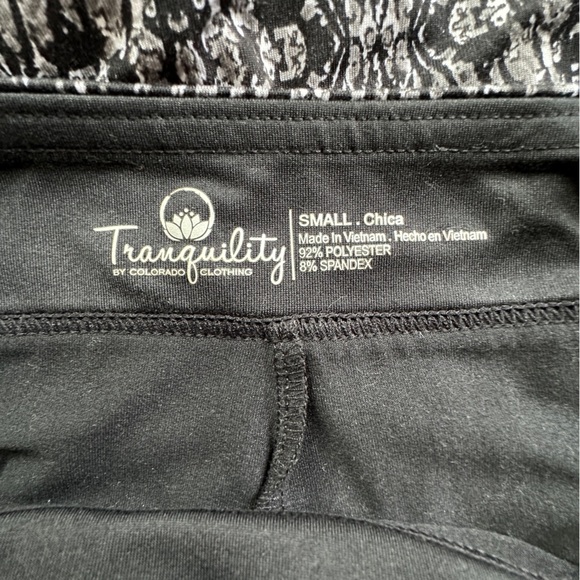 Tranquility
BY COLORADO CLOTHING
SMALL . Chica
Made in Vietnam . Hecho en Vietnam
92% POLYESTER
8% SPANDEX